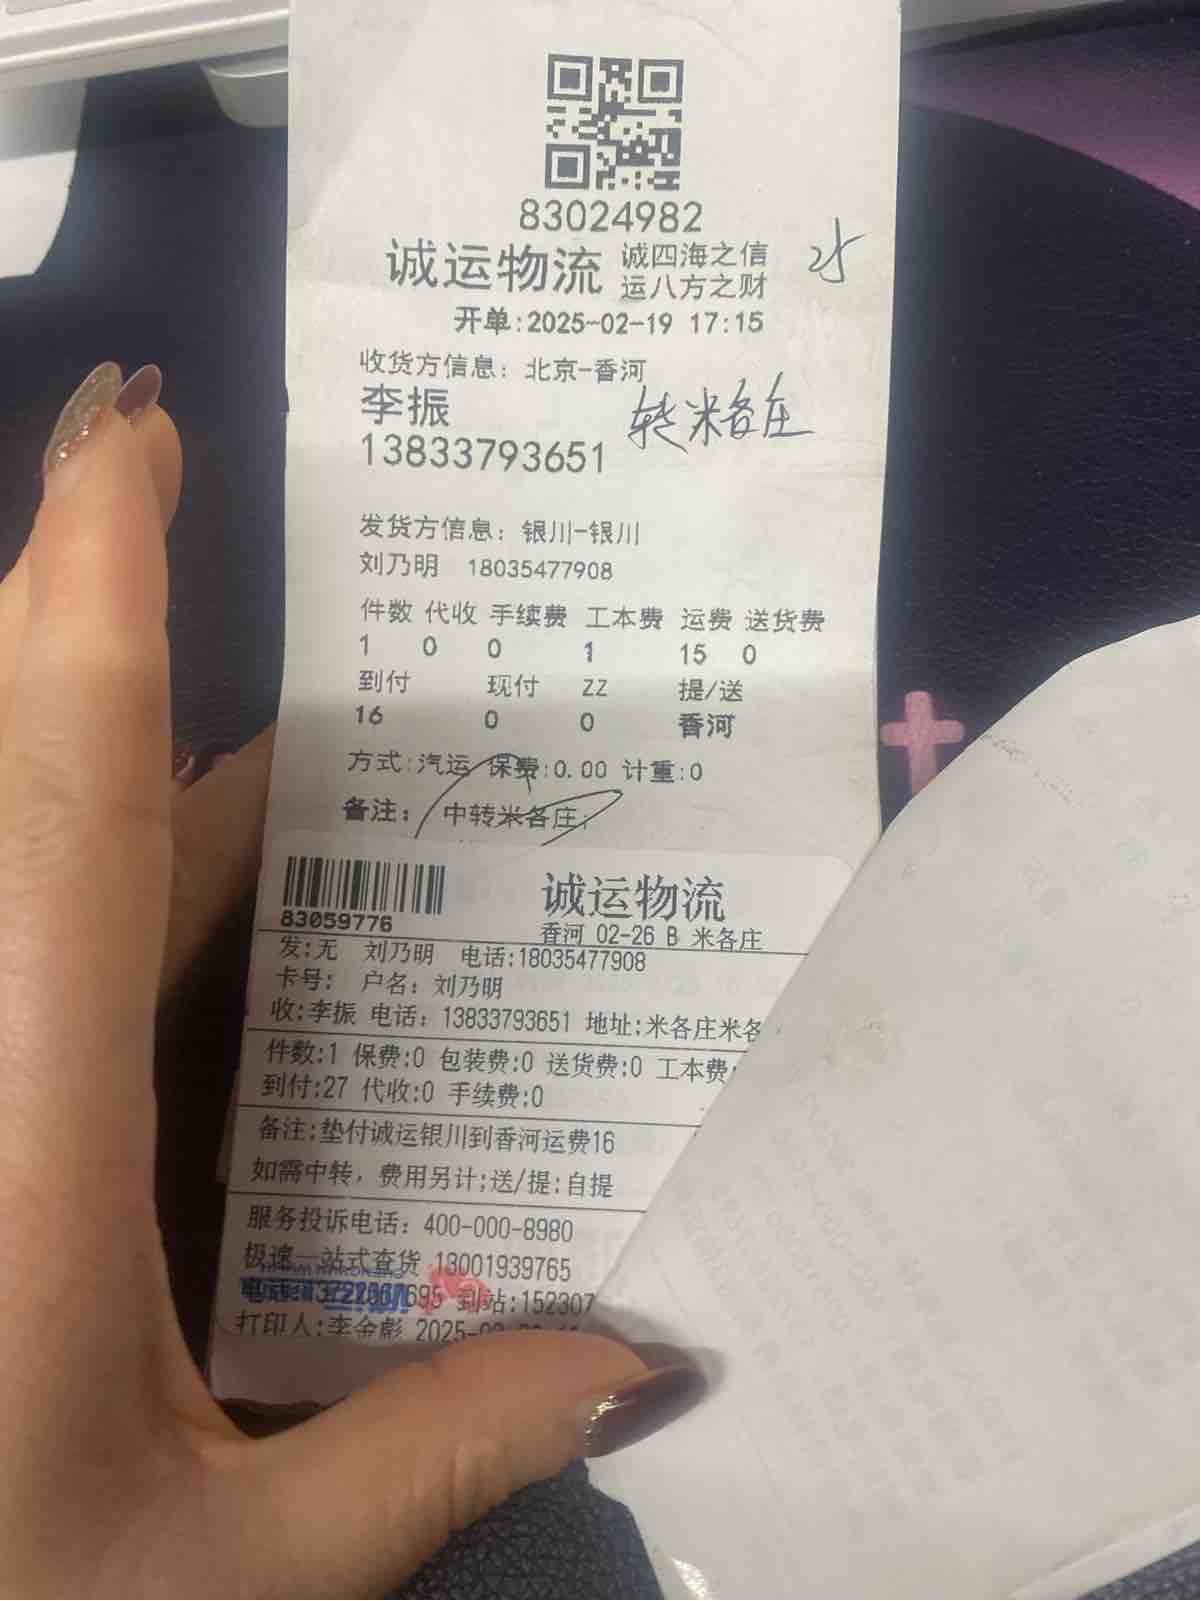 83024982
诚运物流 诚四海之信
运八方之财
开单:2025-02-19 17:15
收货方信息: 北京-香河
李振
转米各庄
13833793651
发货方信息: 银川-银川
刘乃明 18035477908
件数 代收 手续费 工本费 运费 送货费
1 0 0 1 15 0
到付 现付 ZZ 提/送
16 0 0 香河
方式:汽运 保费:0.00 计重:0
备注: 中转米各庄;
83059776
诚运物流
香河 02-26 B 米各庄
发:无 刘乃明 电话:18035477908
卡号: 户名: 刘乃明
收:李振 电话: 13833793651 地址:米各庄米各
件数:1 保费:0 包装费:0 送货费:0 工本费:
到付:27 代收:0 手续费:0
备注:垫付诚运银川到香河运费16
如需中转, 费用另计;送/提:自提
服务投诉电话: 400-000-8980
极速一站式查货 13001939765
到站:152307
打印人:李金彪 2025-02